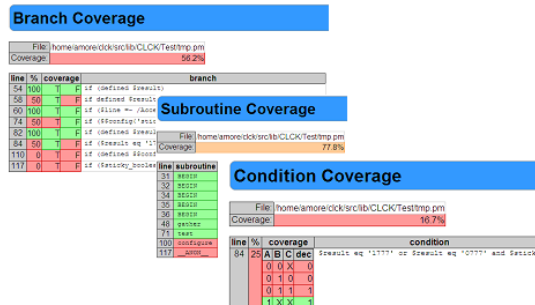 Branch Coverage
File: /home/amore/clck/src/lib/CLCK/Test/tmp.pm
Coverage: 56.2%
line % coverage branch
54 100 T F if (defined $result)
58 50 T F if defined $result
60 100 T F if ($line =~
74 50 T F if ($$config{'stic
82 100 T F if (defined $resul
84 50 T F if ($result eq '17
110 0 T F if (defined $$conf
117 0 T F if ($sticky_boolea
Subroutine Coverage
File: /home/amore/clck/src/lib/CLCK/Test/tmp.pm
Coverage: 77.8%
line subroutine
31 BEGIN
32 BEGIN
34 BEGIN
35 BEGIN
36 BEGIN
48 gather
71 test
100 configure
117 __ANON__
Condition Coverage
File: /home/amore/clck/src/lib/CLCK/Test/tmp.pm
Coverage: 16.7%
line % coverage condition
A B C dec
84 25 0 0 X 0 $result eq '1777' or $result eq '0777' and $stick
0 1 0 0
0 1 1 1
1 X X 1